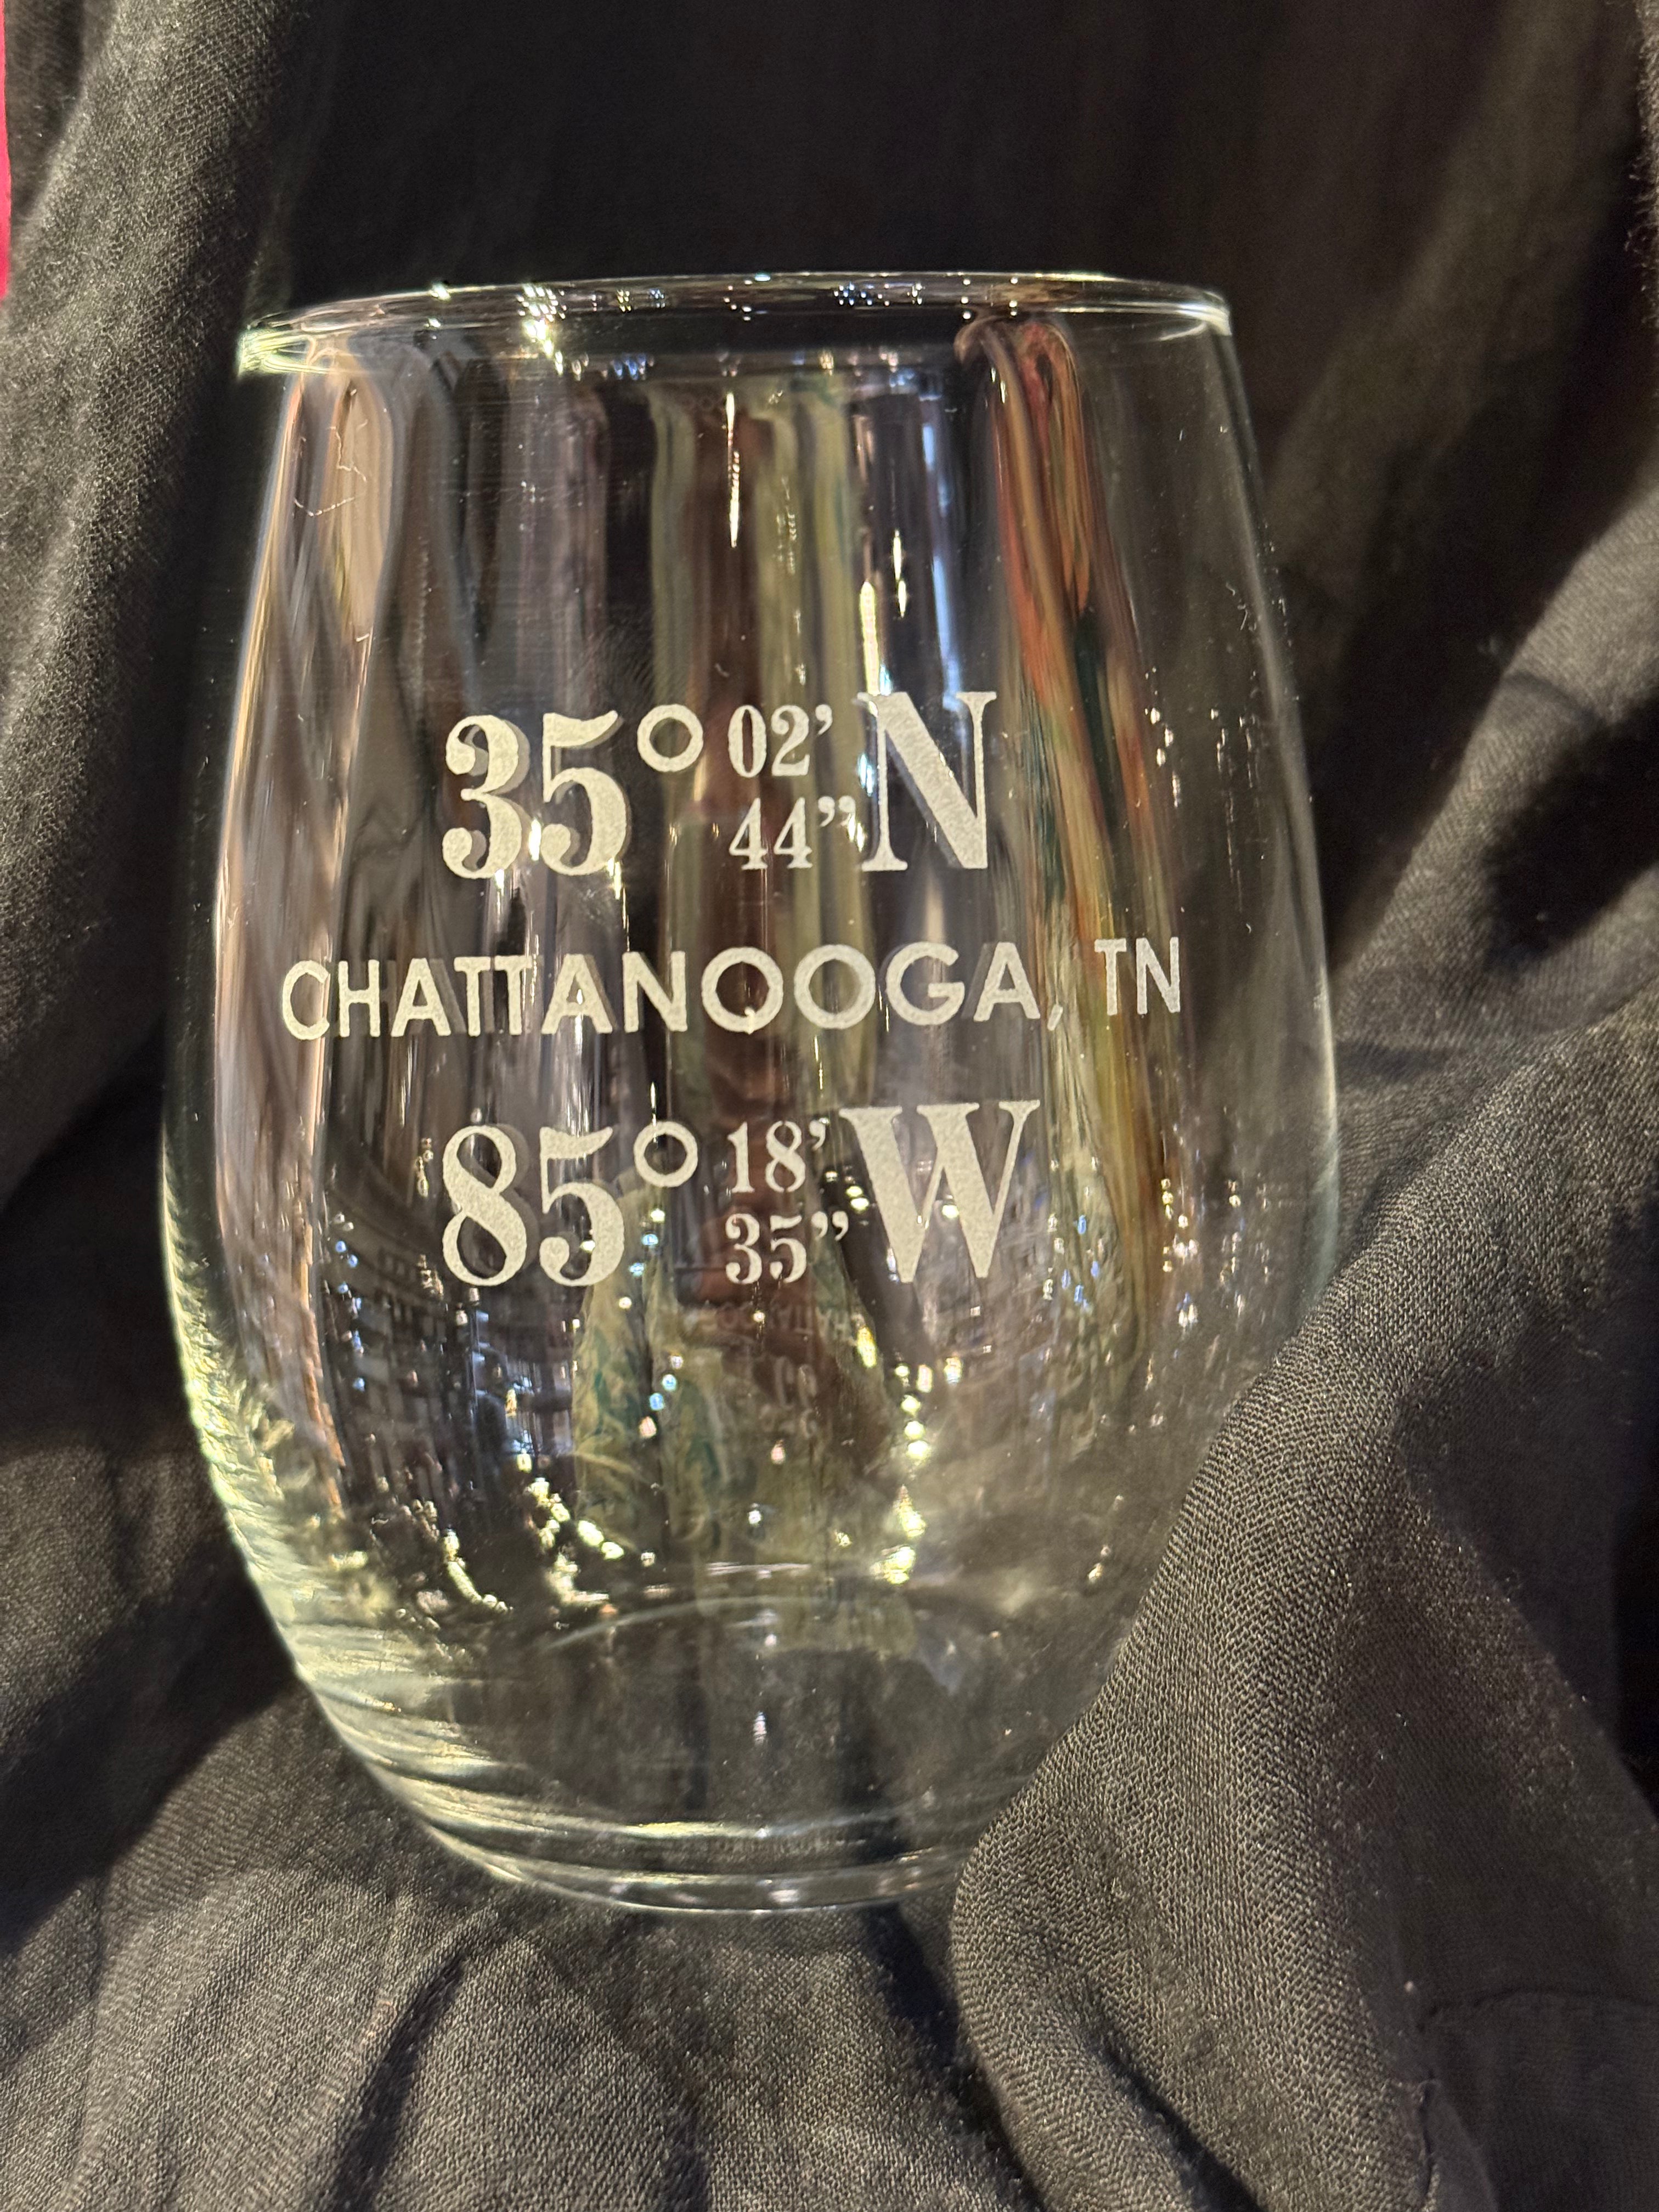 35° 02' 44” N
CHATTANOOGA, TN
85° 18' 35” W